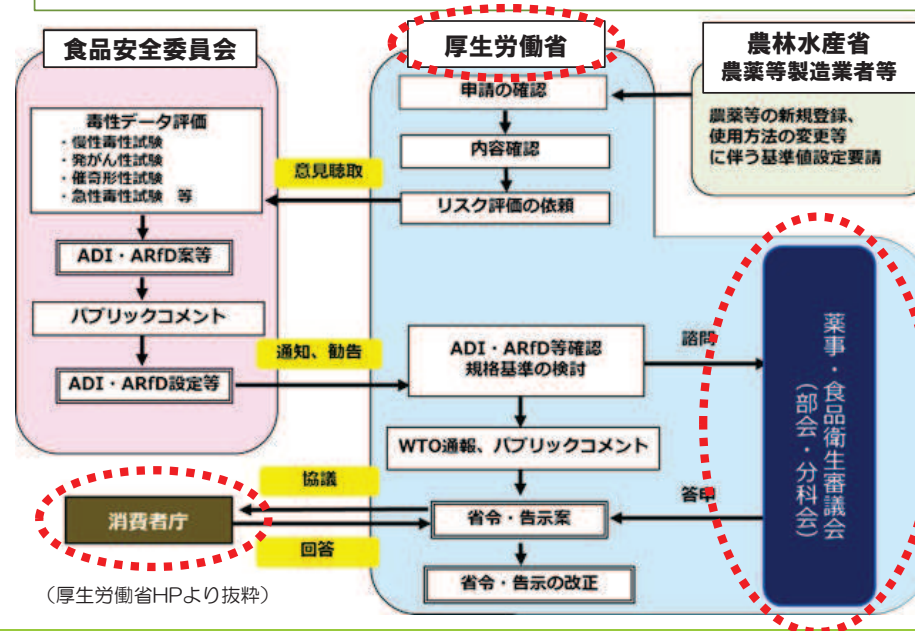 食品安全委員会
毒性データ評価
・慢性毒性試験
・発がん性試験
・催奇形性試験
・急性毒性試験 等
ADI・ARfD案等
パブリックコメント
ADI・ARfD設定等
意見聴取
通知、勧告
厚生労働省
申請の確認
内容確認
リスク評価の依頼
農林水産省
農薬等製造業者等
農薬等の新規登録、
使用方法の変更等
に伴う基準値設定要請
ADI・ARfD等確認
規格基準の検討
諮問
薬事・食品衛生審議会
（部会・分科会）
WTO通報、パブリックコメント
答申
協議
消費者庁
回答
省令・告示案
省令・告示の改正
（厚生労働省HPより抜粋）